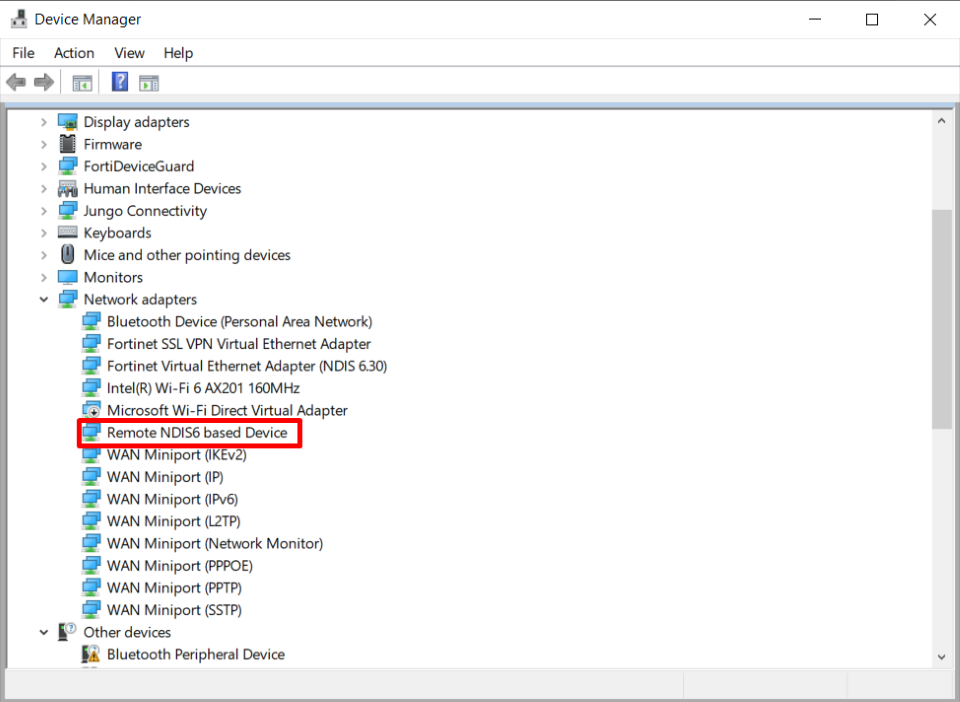 Device Manager
File Action View Help
?
Display adapters
Firmware
FortiDeviceGuard
Human Interface Devices
Jungo Connectivity
Keyboards
Mice and other pointing devices
Monitors
Network adapters
Bluetooth Device (Personal Area Network)
Fortinet SSL VPN Virtual Ethernet Adapter
Fortinet Virtual Ethernet Adapter (NDIS 6.30)
Intel(R) Wi-Fi 6 AX201 160MHz
Microsoft Wi-Fi Direct Virtual Adapter
Remote NDIS6 based Device
WAN Miniport (IKEv2)
WAN Miniport (IP)
WAN Miniport (IPv6)
WAN Miniport (L2TP)
WAN Miniport (Network Monitor)
WAN Miniport (PPPOE)
WAN Miniport (PPTP)
WAN Miniport (SSTP)
Other devices
Bluetooth Peripheral Device